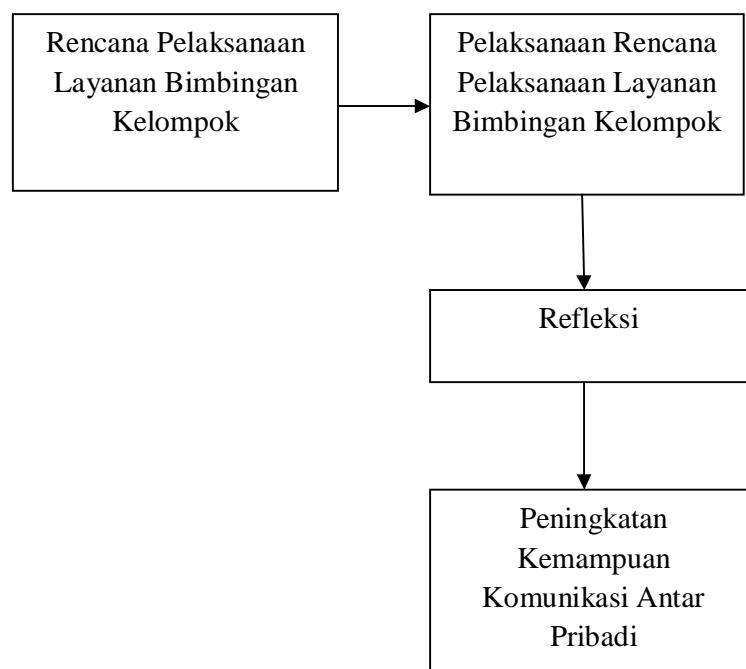 Rencana Pelaksanaan
Layanan Bimbingan
Kelompok
Pelaksanaan Rencana
Pelaksanaan Layanan
Bimbingan Kelompok
Refleksi
Peningkatan
Kemampuan
Komunikasi Antar
Pribadi